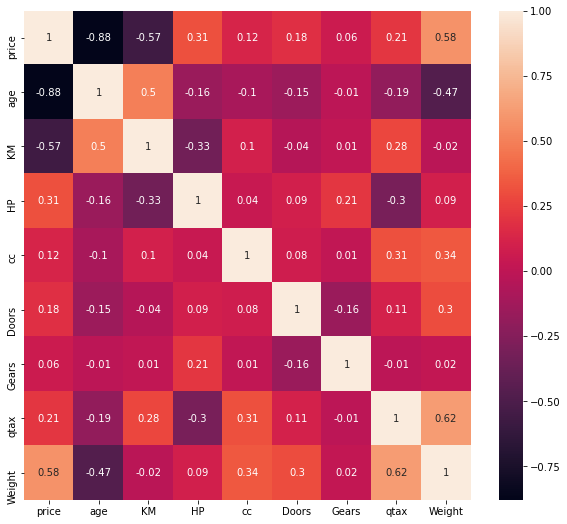 price 1 -0.88 -0.57 0.31 0.12 0.18 0.06 0.21 0.58
age -0.88 1 0.5 -0.16 -0.1 -0.15 -0.01 -0.19 -0.47
KM -0.57 0.5 1 -0.33 0.1 -0.04 0.01 0.28 -0.02
HP 0.31 -0.16 -0.33 1 0.04 0.09 0.21 -0.3 0.09
cc 0.12 -0.1 0.1 0.04 1 0.08 0.01 0.31 0.34
Doors 0.18 -0.15 -0.04 0.09 0.08 1 -0.16 0.11 0.3
Gears 0.06 -0.01 0.01 0.21 0.01 -0.16 1 -0.01 0.02
qtax 0.21 -0.19 0.28 -0.3 0.31 0.11 -0.01 1 0.62
Weight 0.58 -0.47 -0.02 0.09 0.34 0.3 0.02 0.62 1
price age KM HP cc Doors Gears qtax Weight
1.00
0.75
0.50
0.25
0.00
−0.25
−0.50
−0.75